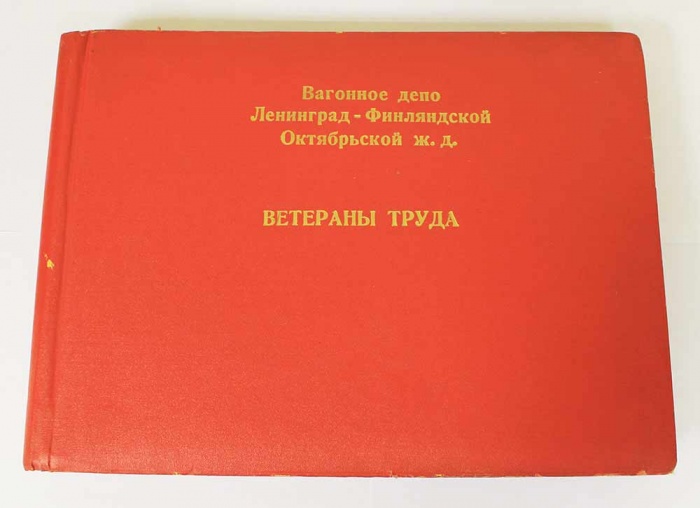 Вагонное депо
Ленинград - Финляндской
Октябрьской ж. д.
ВЕТЕРАНЫ ТРУДА